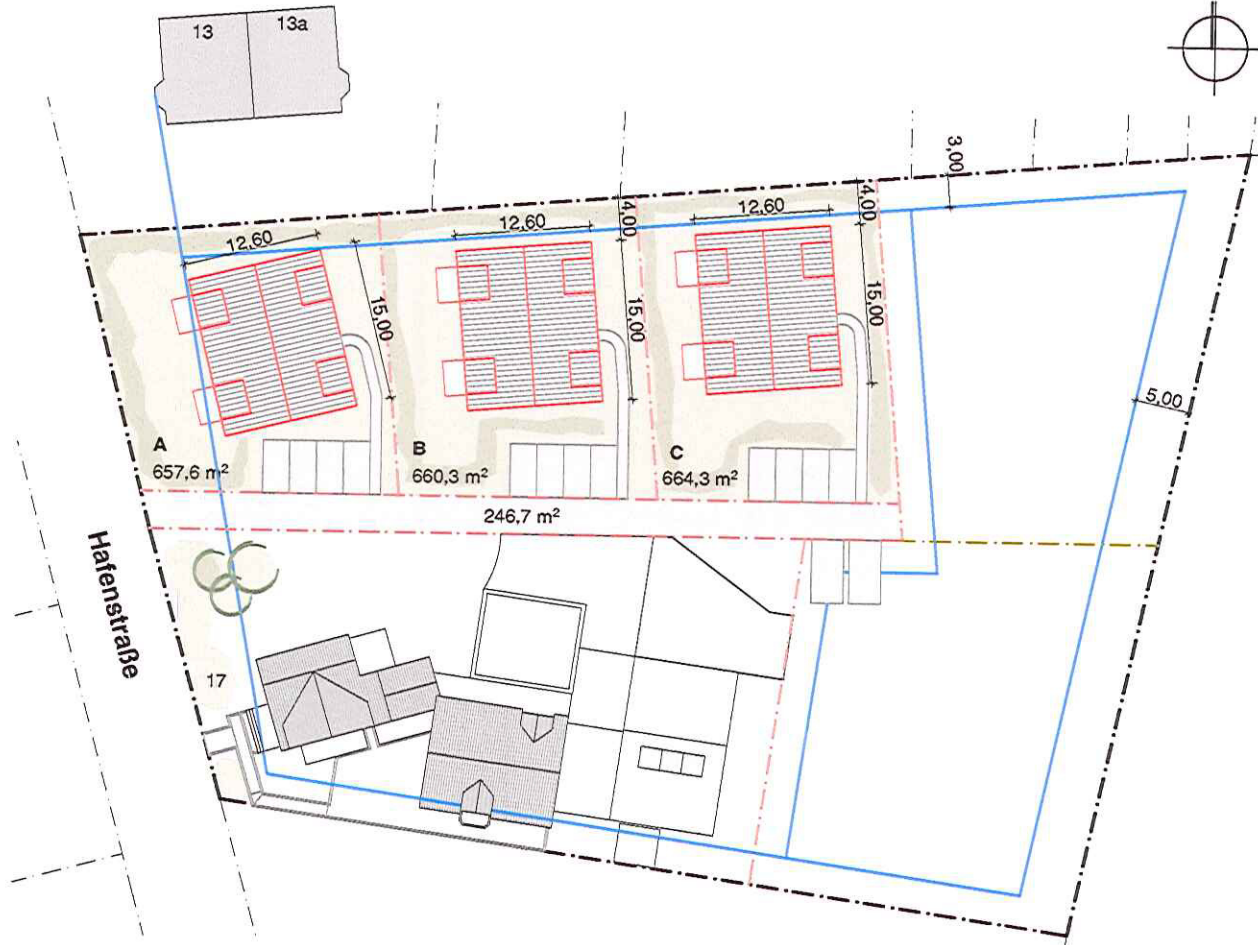 13
13a
3,00
12,60
12,60
4,00
12,60
4,00
15,00
15,00
15,00
5,00
A
657,6 m²
B
660,3 m²
C
664,3 m²
246,7 m²
Hafenstraße
17